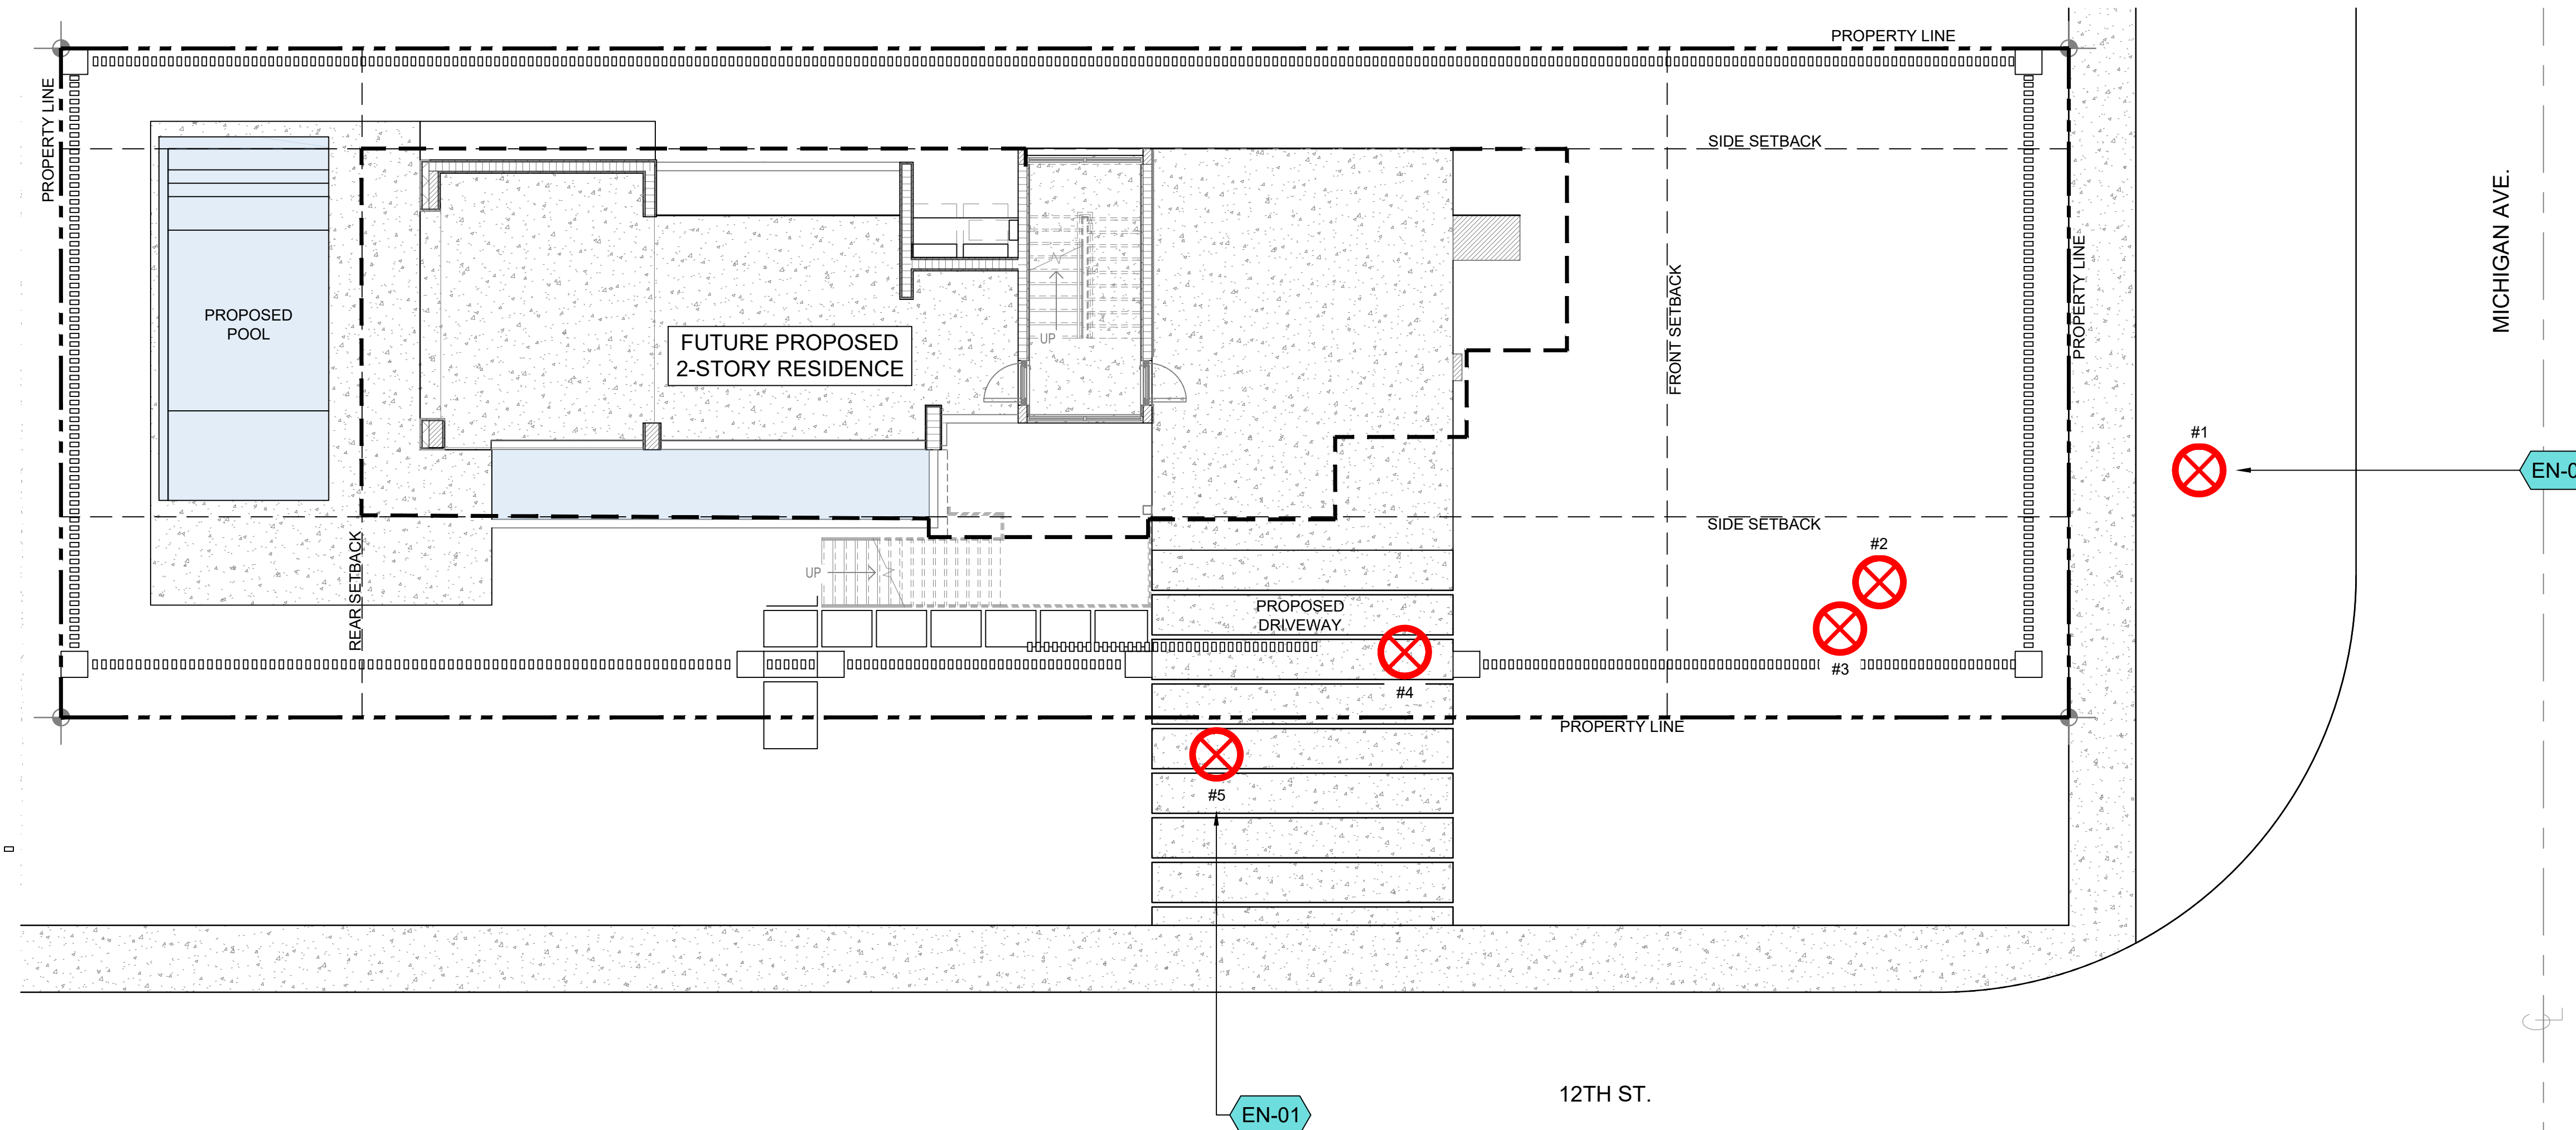 PROPERTY LINE
PROPERTY LINE
SIDE SETBACK
MICHIGAN AVE.
PROPERTY LINE
FRONT SETBACK
PROPOSED
POOL
FUTURE PROPOSED
2-STORY RESIDENCE
UP
#1
EN-0
SIDE SETBACK
#2
REAR SETBACK
UP
PROPOSED
DRIVEWAY
#3
#4
PROPERTY LINE
#5
12TH ST.
EN-01